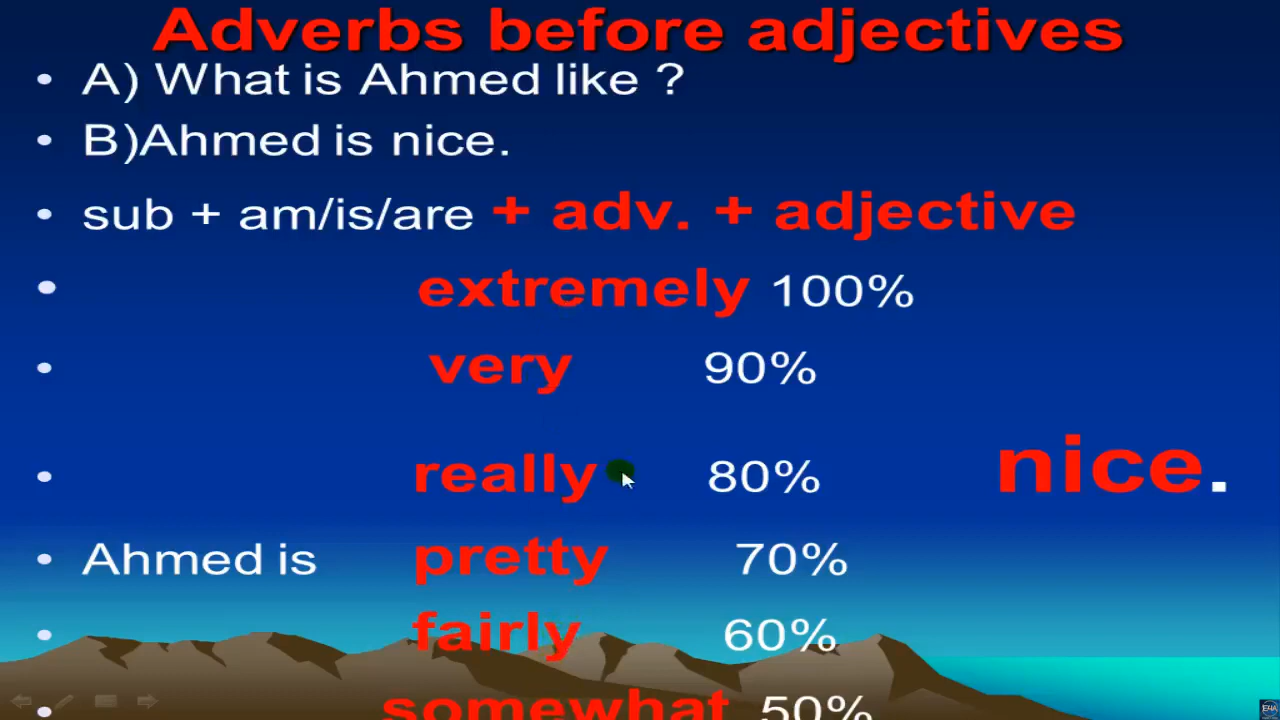 Adverbs before adjectives
• A) What is Ahmed like ?
• B)Ahmed is nice.
• sub + am/is/are + adv. + adjective
• extremely 100%
• very 90%
• really 80% nice.
• Ahmed is pretty 70%
• fairly 60%
• somewhat 50%